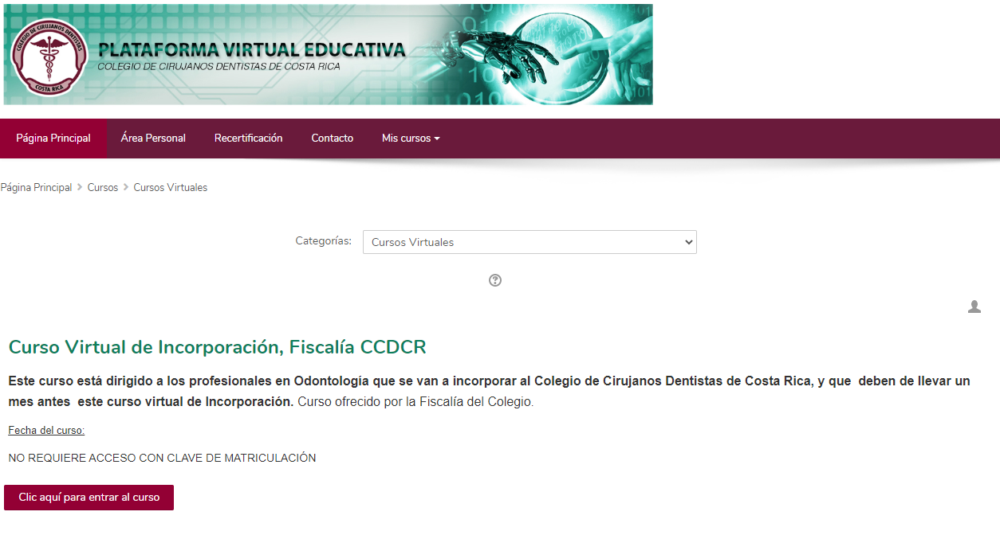 COLEGIO DE CIRUJANOS DENTISTAS
COSTA RICA
PLATAFORMA VIRTUAL EDUCATIVA
COLEGIO DE CIRUJANOS DENTISTAS DE COSTA RICA
Página Principal Área Personal Recertificación Contacto Mis cursos
Página Principal > Cursos > Cursos Virtuales
Categorías: Cursos Virtuales
?
Curso Virtual de Incorporación, Fiscalía CCDCR
Este curso está dirigido a los profesionales en Odontología que se van a incorporar al Colegio de Cirujanos Dentistas de Costa Rica, y que  deben de llevar un
mes antes  este curso virtual de Incorporación. Curso ofrecido por la Fiscalía del Colegio.
Fecha del curso:
NO REQUIERE ACCESO CON CLAVE DE MATRICULACIÓN
Clic aquí para entrar al curso